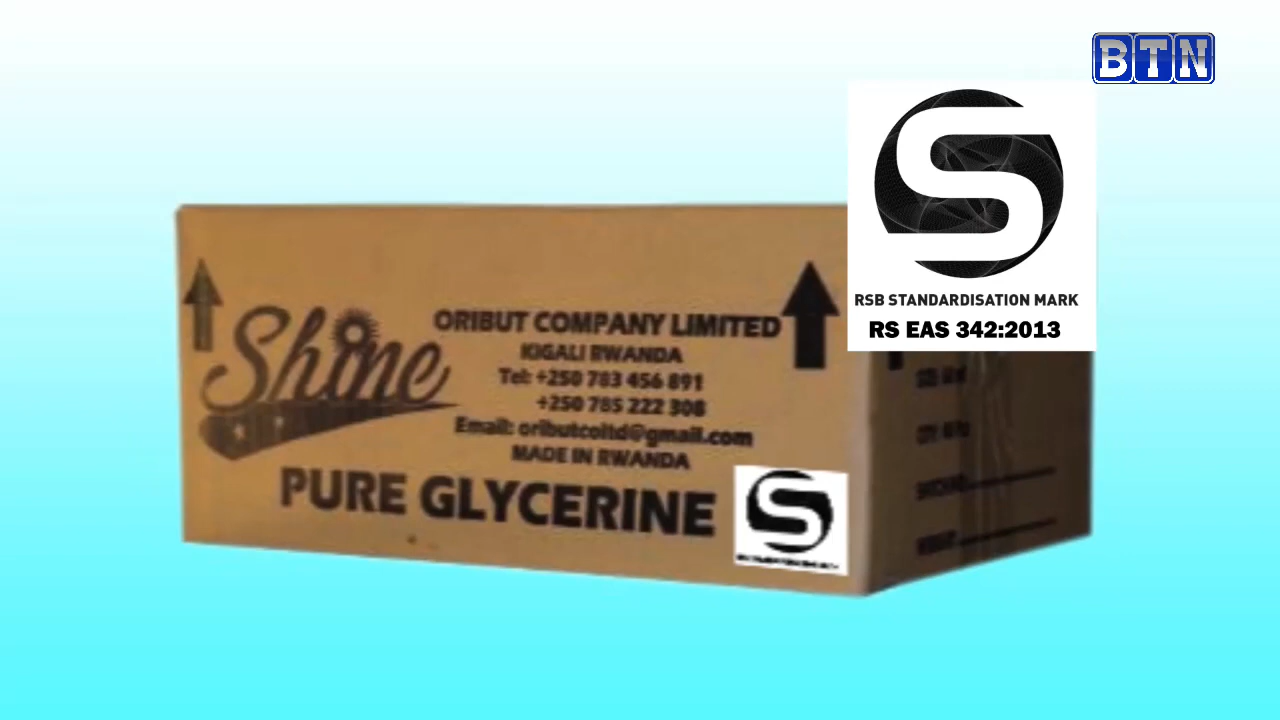 BTN
S
RSB STANDARDISATION MARK
RS EAS 342:2013
Shine
ORIBUT COMPANY LIMITED
KIGALI RWANDA
Tel: +250 783 456 891
+250 785 222 308
Email: oributcoltd@gmail.com
MADE IN RWANDA
PURE GLYCERINE
S